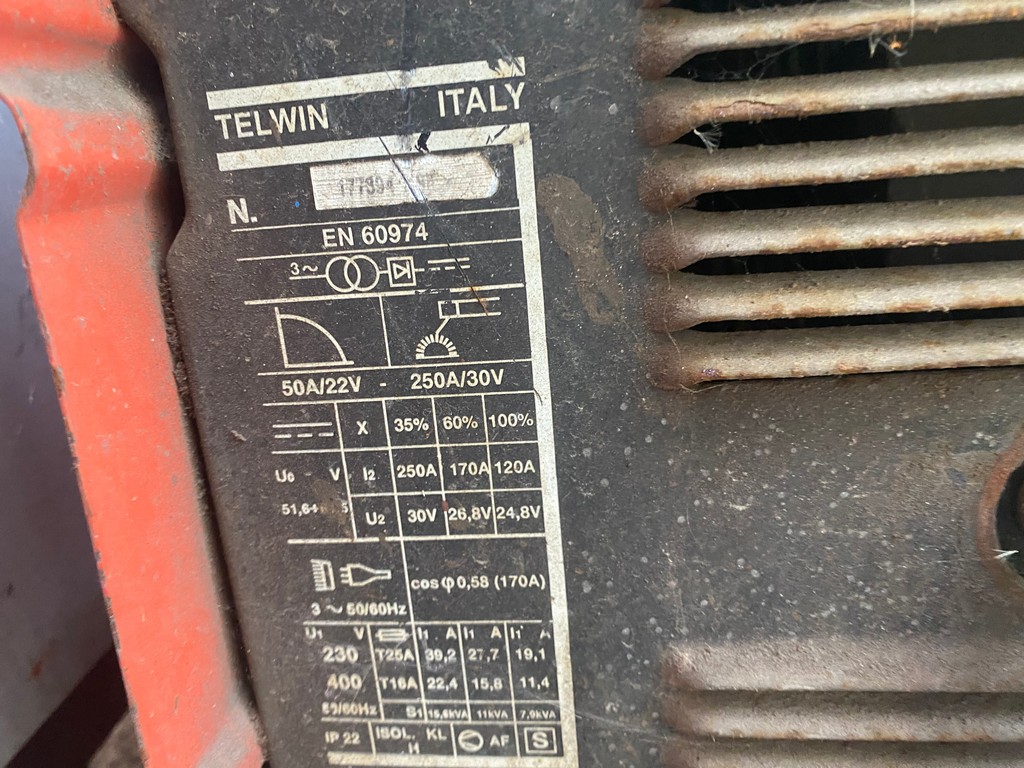 TELWIN ITALY
N.
EN 60974
3~
50A/22V - 250A/30V
X 35% 60% 100%
U0 V I2 250A 170A 120A
U2 30V 26,8V 24,8V
3 ~ 50/60Hz cos φ 0,58 (170A)
U1 V I1 A I1 A I1 A
230 T25A 39,2 27,7 19,1
400 T16A 22,4 15,8 11,4
50/60Hz S1 15,6kVA 11kVA 7,9kVA
IP 22 ISOL. KL AF S
H